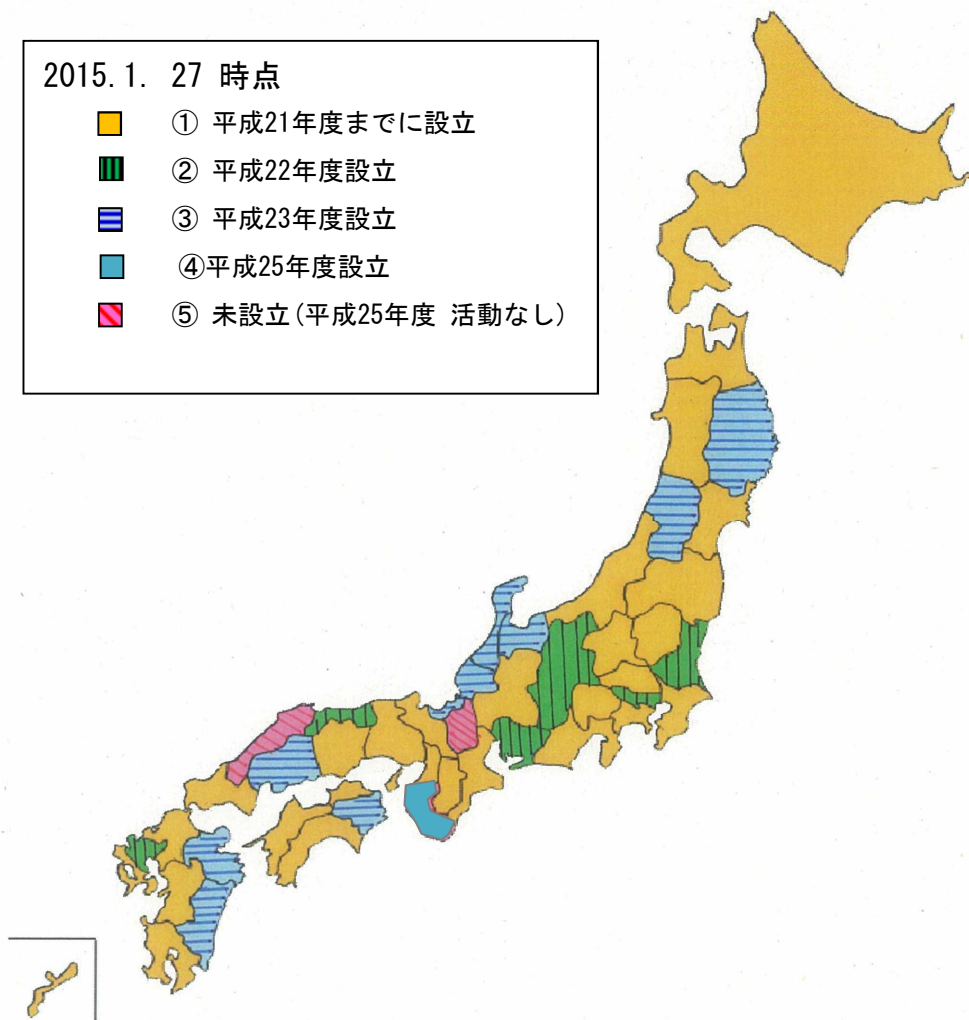 2015.1. 27 時点
① 平成21年度までに設立
② 平成22年度設立
③ 平成23年度設立
④平成25年度設立
⑤ 未設立(平成25年度 活動なし)